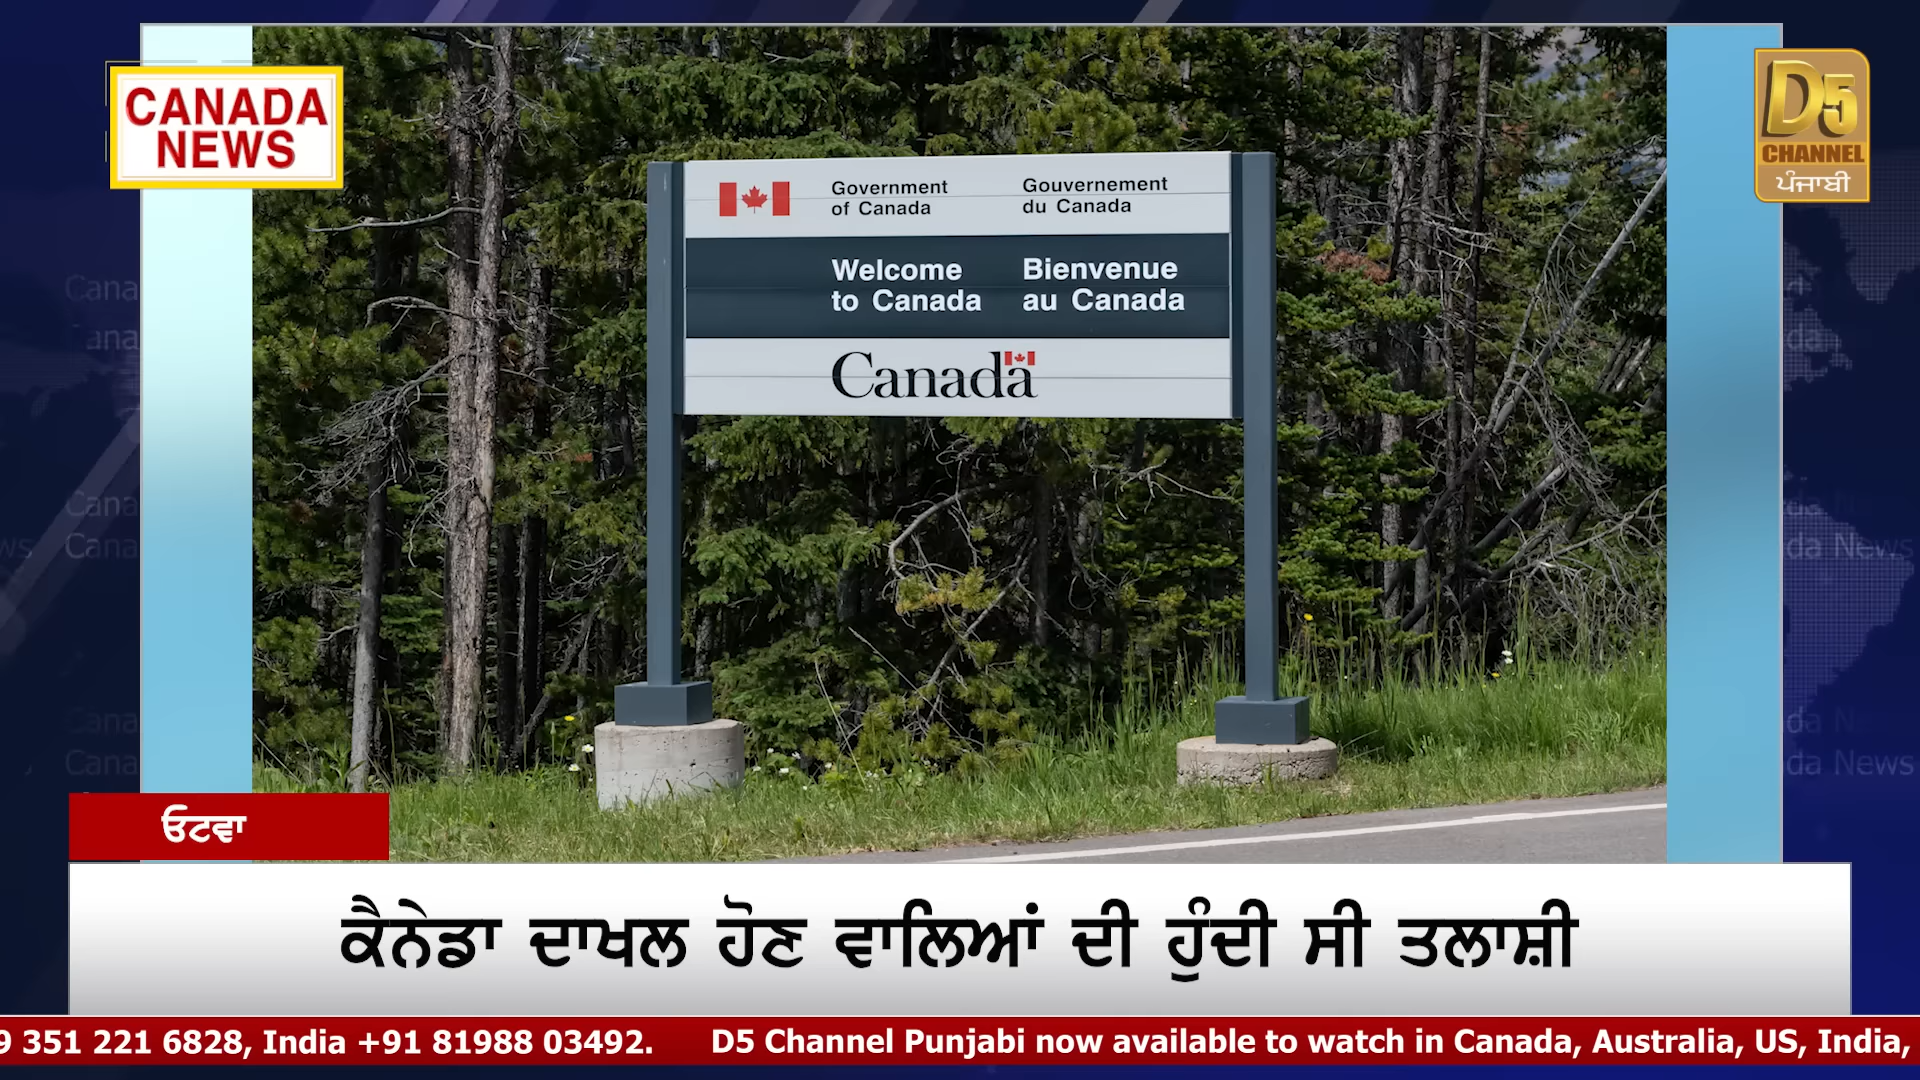 CANADA
NEWS
D5
CHANNEL
ਪੰਜਾਬੀ
Government
of Canada
Gouvernement
du Canada
Welcome
to Canada
Bienvenue
au Canada
Canada
ਓਟਵਾ
ਕੈਨੇਡਾ ਦਾਖਲ ਹੋਣ ਵਾਲਿਆਂ ਦੀ ਹੁੰਦੀ ਸੀ ਤਲਾਸ਼ੀ
9 351 221 6828, India +91 81988 03492. D5 Channel Punjabi now available to watch in Canada, Australia, US, India,